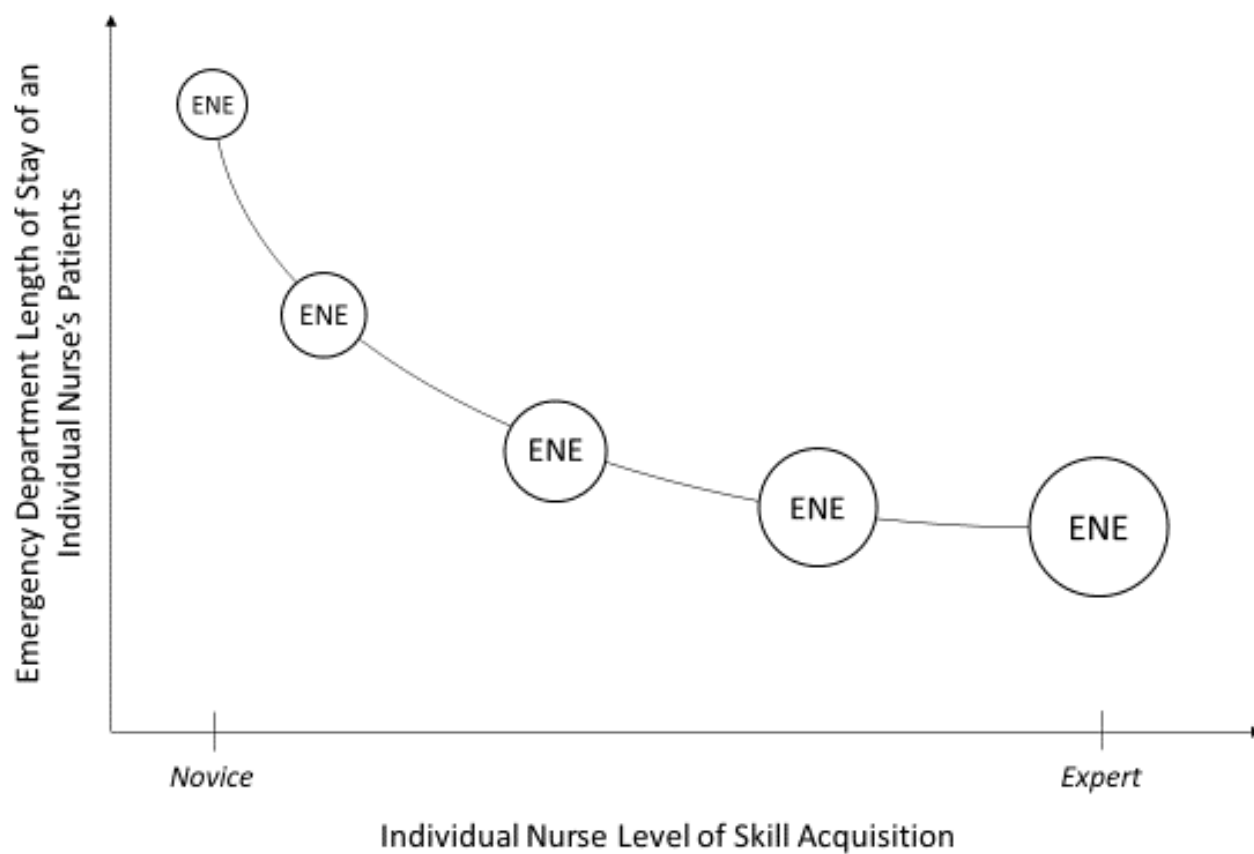 Emergency Department Length of Stay of an
Individual Nurse's Patients
ENE
ENE
ENE
ENE
ENE
Novice
Expert
Individual Nurse Level of Skill Acquisition